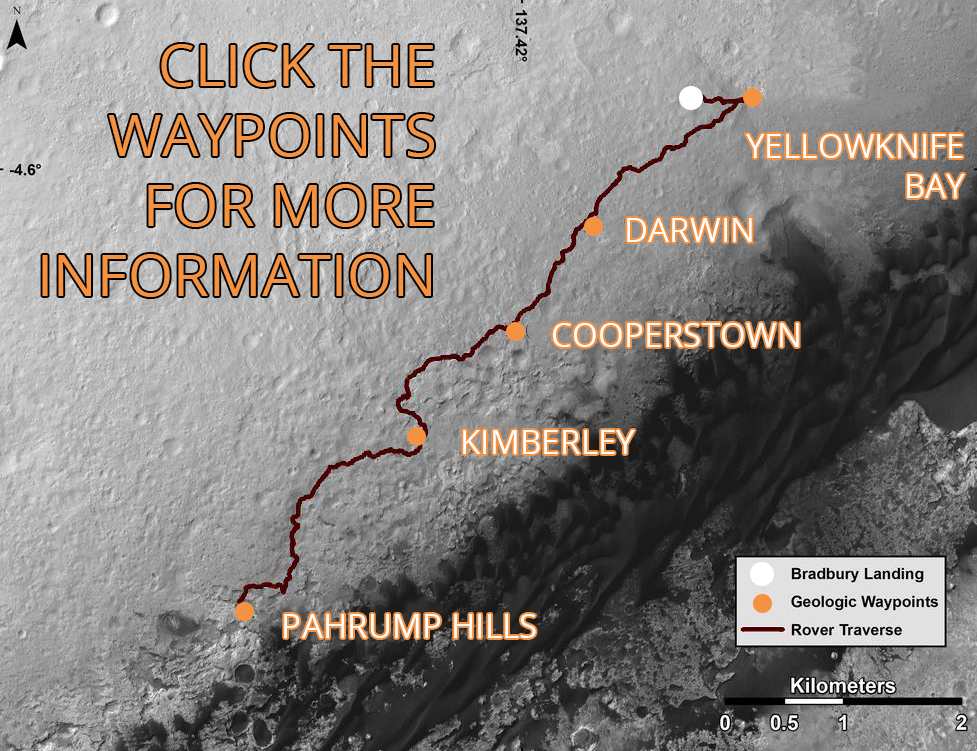 N
137.42°
CLICK THE
WAYPOINTS
FOR MORE
INFORMATION
-4.6°
YELLOWKNIFE
BAY
DARWIN
COOPERSTOWN
KIMBERLEY
PAHRUMP HILLS
Bradbury Landing
Geologic Waypoints
Rover Traverse
Kilometers
0 0.5 1 2